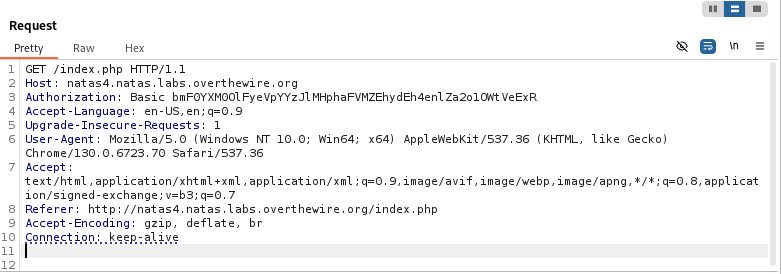 Request
Pretty Raw Hex
\n
1 GET /index.php HTTP/1.1
2 Host: natas4.natas.labs.overthewire.org
3 Authorization: Basic bmF0YXM0OlFyeVpYYzJlMHphaFVMZEhydEh4enlZa2o1OWtVeExR
4 Accept-Language: en-US,en;q=0.9
5 Upgrade-Insecure-Requests: 1
6 User-Agent: Mozilla/5.0 (Windows NT 10.0; Win64; x64) AppleWebKit/537.36 (KHTML, like Gecko)
Chrome/130.0.6723.70 Safari/537.36
7 Accept:
text/html,application/xhtml+xml,application/xml;q=0.9,image/avif,image/webp,image/apng,*/*;q=0.8,applicat
ion/signed-exchange;v=b3;q=0.7
8 Referer: http://natas4.natas.labs.overthewire.org/index.php
9 Accept-Encoding: gzip, deflate, br
10 Connection: keep-alive
11
12